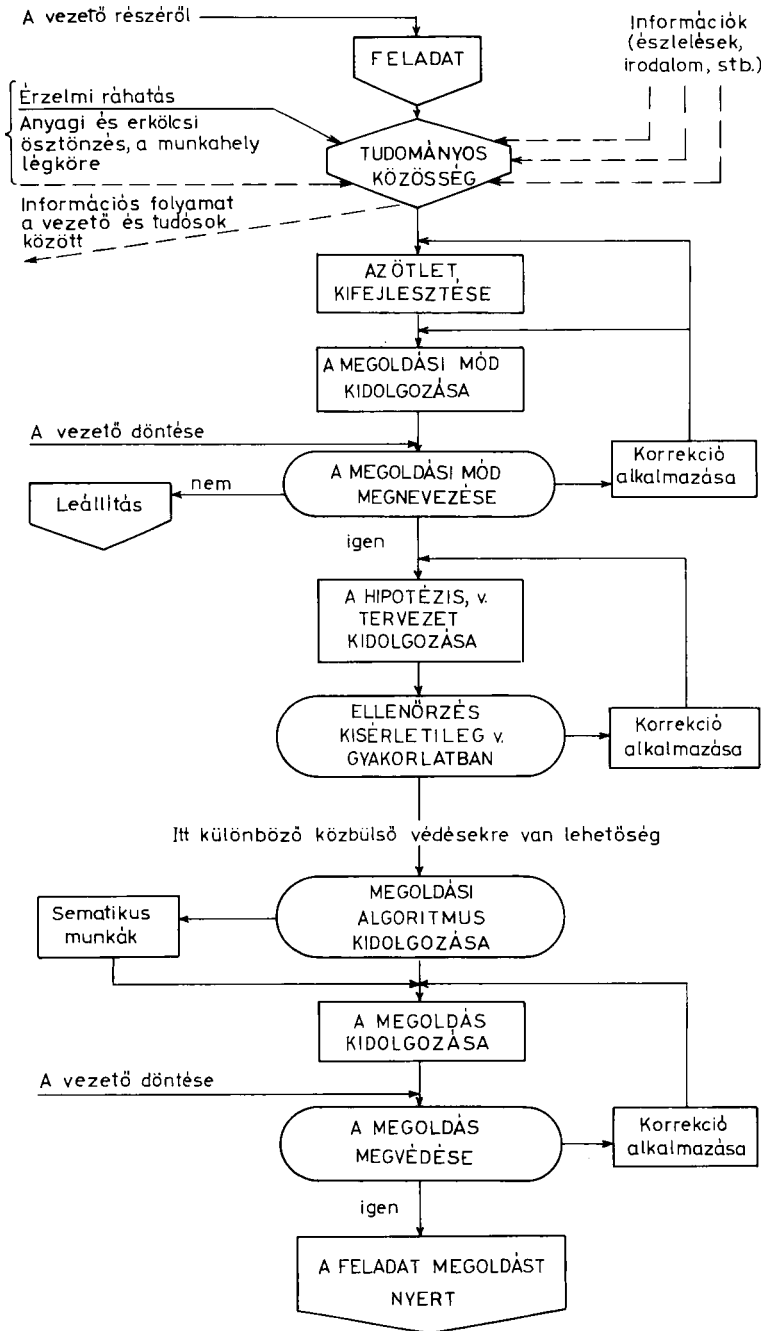 A vezető részéről
FELADAT
Információk
(észlelések,
irodalom, stb.)
Érzelmi ráhatás
Anyagi és erkölcsi
ösztönzés, a munkahely
légköre
TUDOMÁNYOS
KÖZÖSSÉG
Információs folyamat
a vezető és tudósok
között
AZ ÖTLET,
KIFEJLESZTÉSE
A MEGOLDÁSI MÓD
KIDOLGOZÁSA
A vezető döntése
A MEGOLDÁSI MÓD
MEGNEVEZÉSE
Korrekció
alkalmazása
nem
Leállítás
igen
A HIPOTÉZIS, v.
TERVEZET
KIDOLGOZÁSA
ELLENŐRZÉS
KISÉRLETILEG v.
GYAKORLATBAN
Korrekció
alkalmazása
Itt különböző közbülső védésekre van lehetőség
MEGOLDÁSI
ALGORITMUS
KIDOLGOZÁSA
Sematikus
munkák
A MEGOLDÁS
KIDOLGOZÁSA
A vezető döntése
A MEGOLDÁS
MEGVÉDÉSE
Korrekció
alkalmazása
igen
A FELADAT MEGOLDÁST
NYERT